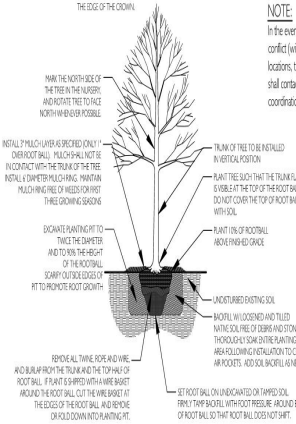 THE EDGE OF THE CROWN.
NOTE:
In the even
conflict (wi
locations, t
shall contac
coordinatio
MARK THE NORTH SIDE OF
THE TREE IN THE NURSERY,
AND ROTATE TREE TO FACE
NORTH WHENEVER POSSIBLE.
INSTALL 3" MULCH LAYER AS SPECIFIED (ONLY 1"
OVER ROOT BALL). MULCH SHALL NOT BE
IN CONTACT WITH THE TRUNK OF THE TREE.
INSTALL 6' DIAMETER MULCH RING. MAINTAIN
MULCH RING FREE OF WEEDS FOR FIRST
THREE GROWING SEASONS
EXCAVATE PLANTING PIT TO
TWICE THE DIAMETER
AND TO 90% THE HEIGHT
OF THE ROOTBALL.
SCARIFY OUTSIDE EDGES OF
PIT TO PROMOTE ROOT GROWTH
REMOVE ALL TWINE, ROPE AND WIRE,
AND BURLAP FROM THE TRUNK AND THE TOP HALF OF
ROOT BALL. IF PLANT IS SHIPPED WITH A WIRE BASKET
AROUND THE ROOT BALL, CUT THE WIRE BASKET AT
THE EDGES OF THE ROOT BALL AND REMOVE
OR FOLD DOWN INTO PLANTING PIT.
TRUNK OF TREE TO BE INSTALLED
IN VERTICAL POSITION
PLANT TREE SUCH THAT THE TRUNK FL
IS VISIBLE AT THE TOP OF THE ROOT BAL
DO NOT COVER THE TOP OF ROOT BAL
WITH SOIL.
PLANT 10% OF ROOTBALL
ABOVE FINISHED GRADE
UNDISTURBED EXISTING SOIL
BACKFILL W/ LOOSENED AND TILLED
NATIVE SOIL FREE OF DEBRIS AND STON
THOROUGHLY SOAK ENTIRE PLANTING
AREA FOLLOWING INSTALLATION TO C
AIR POCKETS. ADD SOIL BACKFILL AS N
SET ROOT BALL ON UNEXCAVATED OR TAMPED SOIL.
FIRMLY TAMP BACKFILL WITH FOOT PRESSURE AROUND B
OF ROOT BALL SO THAT ROOT BALL DOES NOT SHIFT.